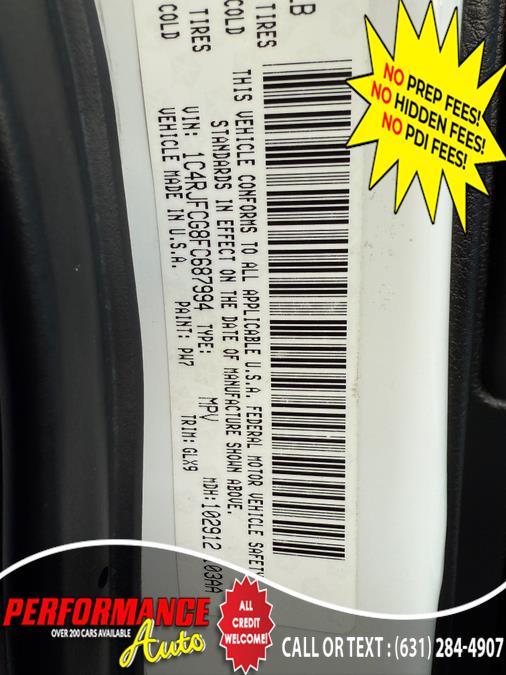 LB
TIRES
COLD
TIRES
COLD
THIS VEHICLE CONFORMS TO ALL APPLICABLE U.S.A. FEDERAL MOTOR VEHICLE SAFETY
STANDARDS IN EFFECT ON THE DATE OF MANUFACTURE SHOWN ABOVE.
VIN: 1C4RJFCG8FC687994 TYPE: MPV MDH:102912 103AA
VEHICLE MADE IN U.S.A. PAINT: PW7 TRIM: GLX9
NO PREP FEES!
NO HIDDEN FEES!
NO PDI FEES!
PERFORMANCE
OVER 200 CARS AVAILABLE
Auto
ALL
CREDIT
WELCOME!
CALL OR TEXT : (631) 284-4907